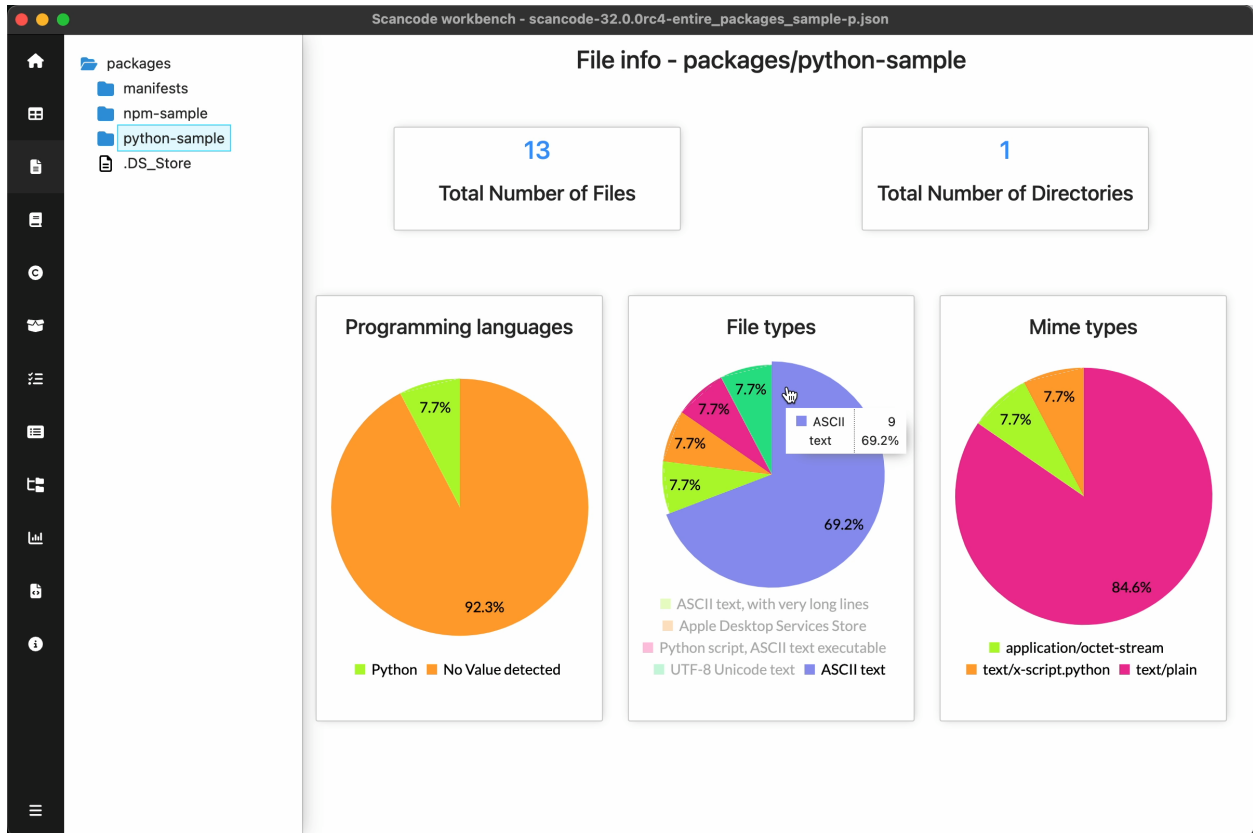 Scancode workbench - scancode-32.0.0rc4-entire_packages_sample-p.json
packages
manifests
npm-sample
python-sample
.DS_Store
File info - packages/python-sample
13
Total Number of Files
1
Total Number of Directories
Programming languages
7.7%
92.3%
Python No Value detected
File types
7.7%
7.7%
7.7%
7.7%
ASCII text 9 69.2%
69.2%
ASCII text, with very long lines
Apple Desktop Services Store
Python script, ASCII text executable
UTF-8 Unicode text ASCII text
Mime types
7.7%
7.7%
84.6%
application/octet-stream
text/x-script.python text/plain